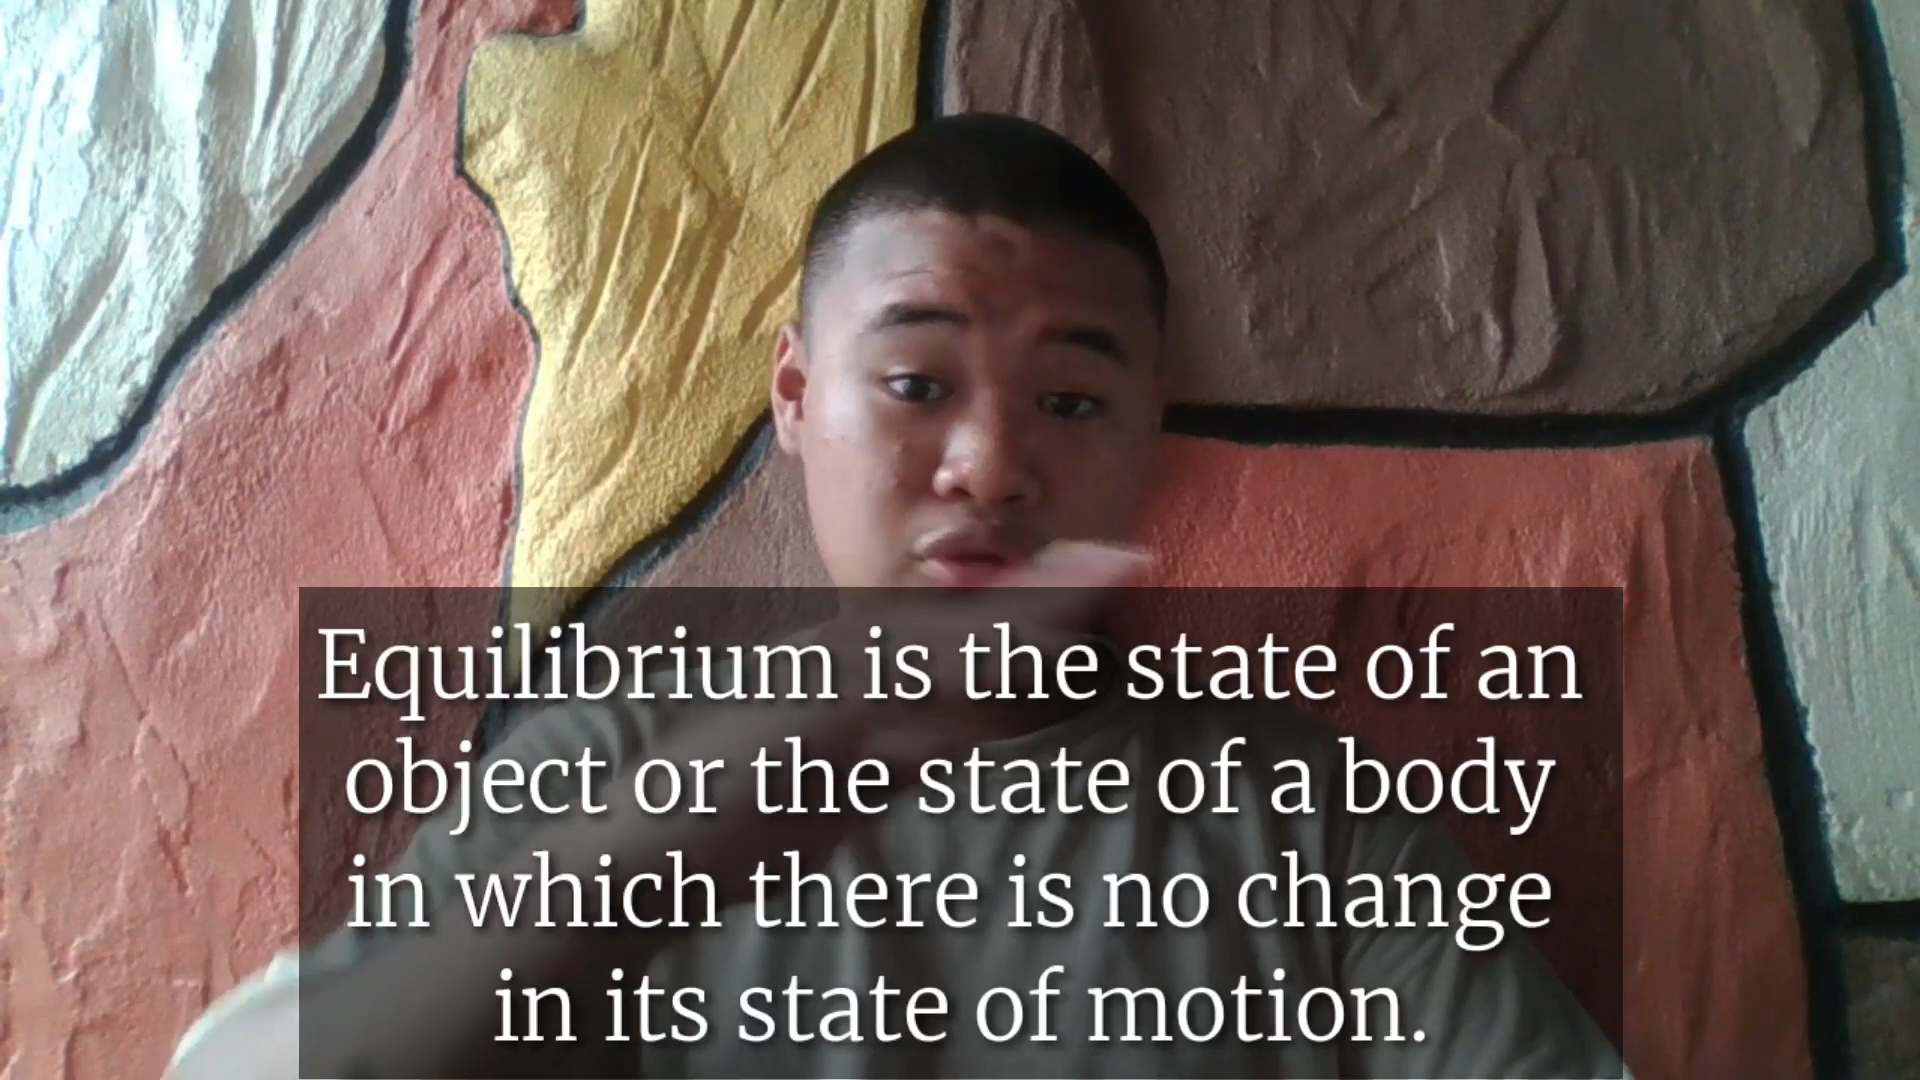 Equilibrium is the state of an
object or the state of a body
in which there is no change
in its state of motion.